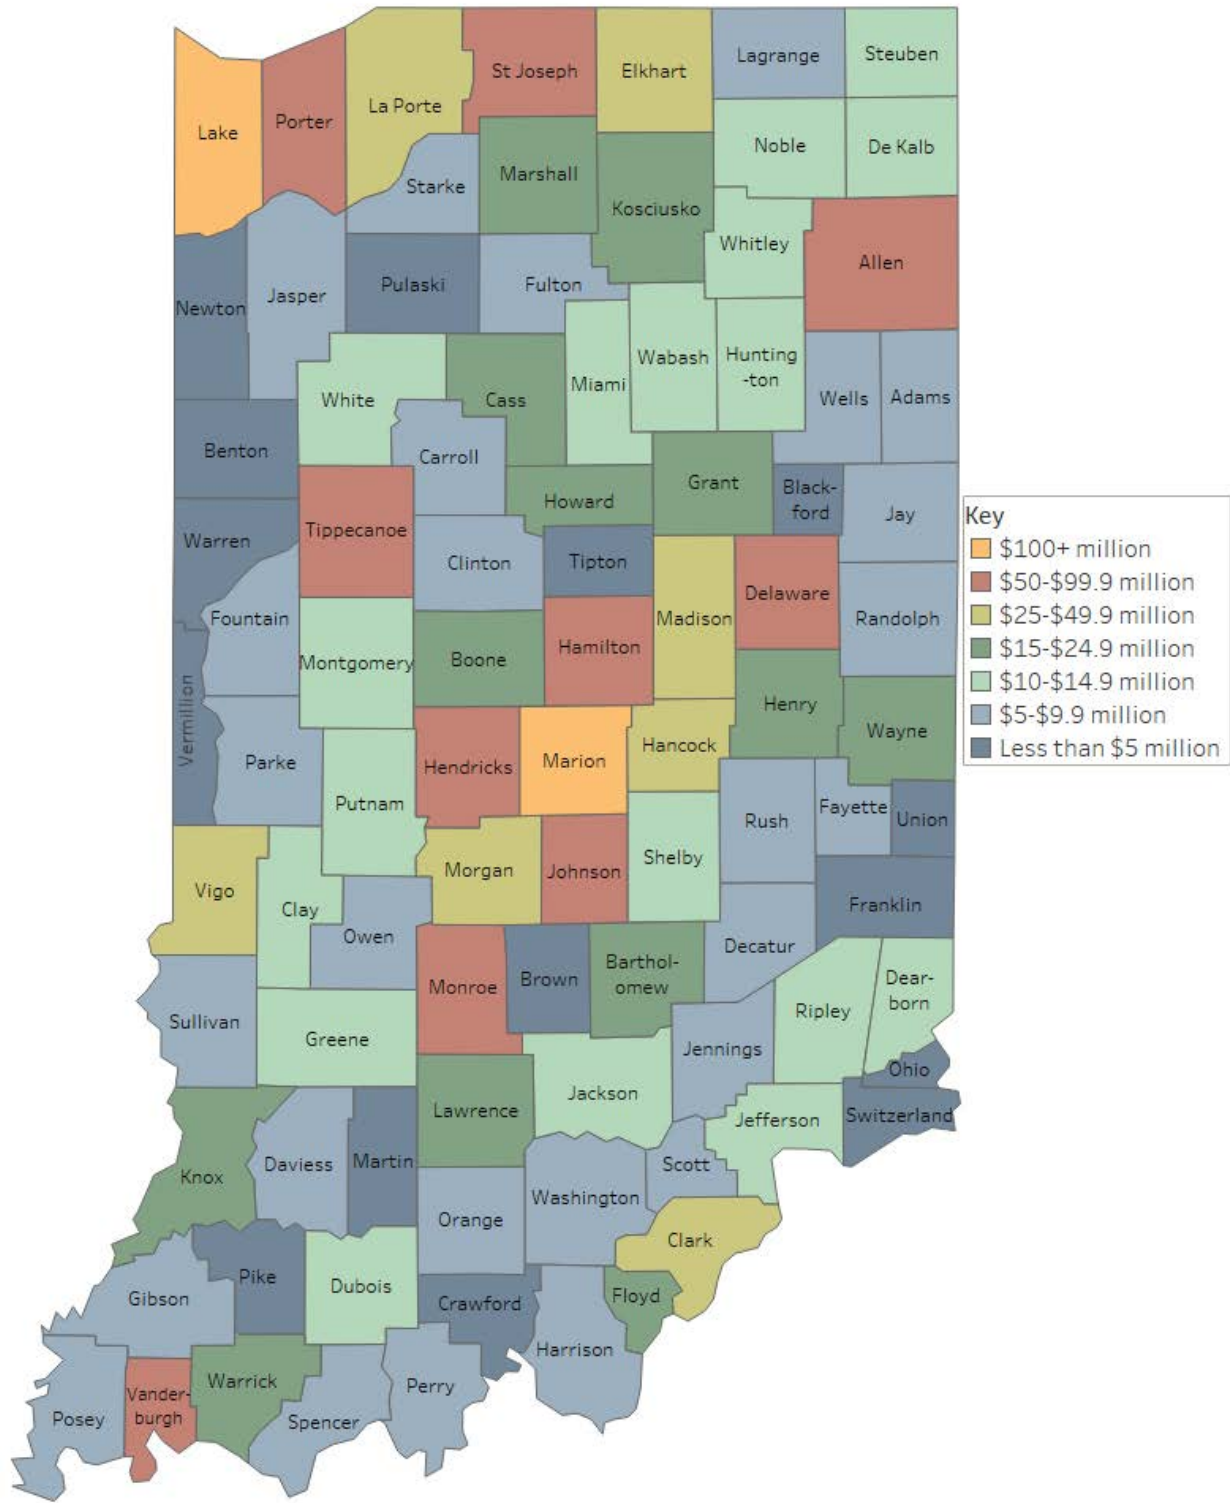 Lagrange
Steuben
St Joseph
Elkhart
La Porte
Porter
Lake
Noble
De Kalb
Marshall
Starke
Kosciusko
Whitley
Allen
Pulaski
Fulton
Jasper
Newton
Wabash
Hunting
-ton
Miami
White
Cass
Wells
Adams
Benton
Carroll
Grant
Black-
ford
Howard
Jay
Key
$100+ million
$50-$99.9 million
$25-$49.9 million
$15-$24.9 million
$10-$14.9 million
$5-$9.9 million
Less than $5 million
Tippecanoe
Warren
Clinton
Tipton
Delaware
Fountain
Madison
Randolph
Hamilton
Montgomery
Boone
Henry
Vermillion
Wayne
Hancock
Parke
Hendricks
Marion
Putnam
Fayette
Rush
Union
Shelby
Morgan
Johnson
Vigo
Clay
Franklin
Owen
Decatur
Monroe
Brown
Barthol-
omew
Dear-
born
Ripley
Sullivan
Greene
Jennings
Ohio
Jackson
Lawrence
Jefferson
Switzerland
Knox
Daviess
Martin
Scott
Washington
Orange
Clark
Pike
Dubois
Gibson
Crawford
Floyd
Harrison
Warrick
Perry
Vander-
burgh
Posey
Spencer